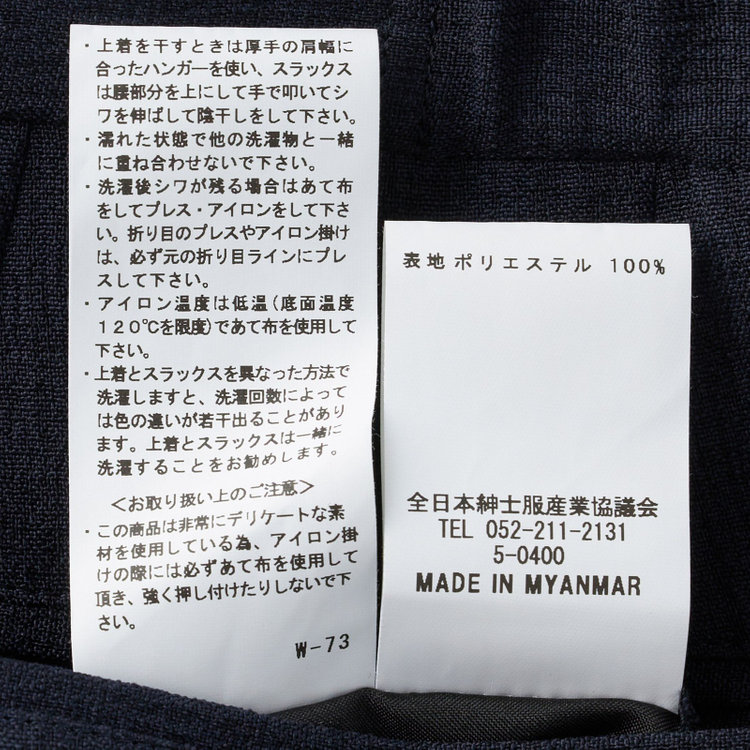 ・上着を干すときは厚手の肩幅に
合ったハンガーを使い、スラックス
は腰部分を上にして手で叩いてシ
ワを伸ばして陰干しをして下さい。
・濡れた状態で他の洗濯物と一緒
に重ね合わせないで下さい。
・洗濯後シワが残る場合はあて布
をしてプレス・アイロンをして下さ
い。折り目のプレスやアイロン掛け
は、必ず元の折り目ラインにプレ
スして下さい。
・アイロン温度は低温(底面温度
120℃を限度)であて布を使用して
下さい。
・上着とスラックスを異なった方法で
洗濯しますと、洗濯回数によって
は色の違いが若干出ることがあり
ます。上着とスラックスは一緒に
洗濯することをお勧めします。
＜お取り扱い上のご注意＞
・この商品は非常にデリケートな素
材を使用している為、アイロン掛
けの際には必ずあて布を使用して
頂き、強く押し付けたりしないで下
さい。
W-73
表地 ポリエステル 100%
全日本紳士服産業協議会
TEL 052-211-2131
5-0400
MADE IN MYANMAR